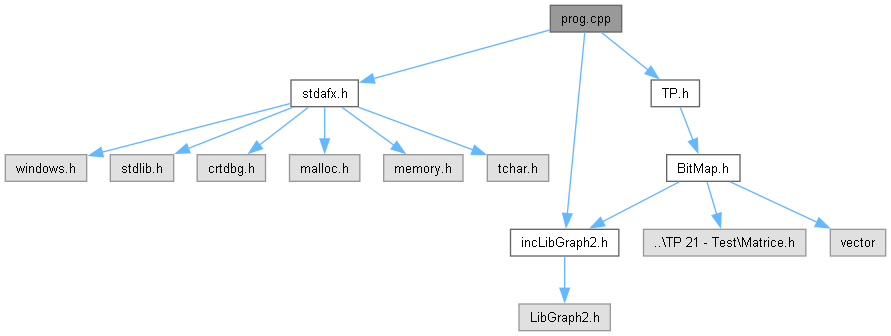 prog.cpp
stdafx.h
TP.h
windows.h
stdlib.h
crtdbg.h
malloc.h
memory.h
tchar.h
BitMap.h
incLibGraph2.h
..\TP 21 - Test\Matrice.h
vector
LibGraph2.h